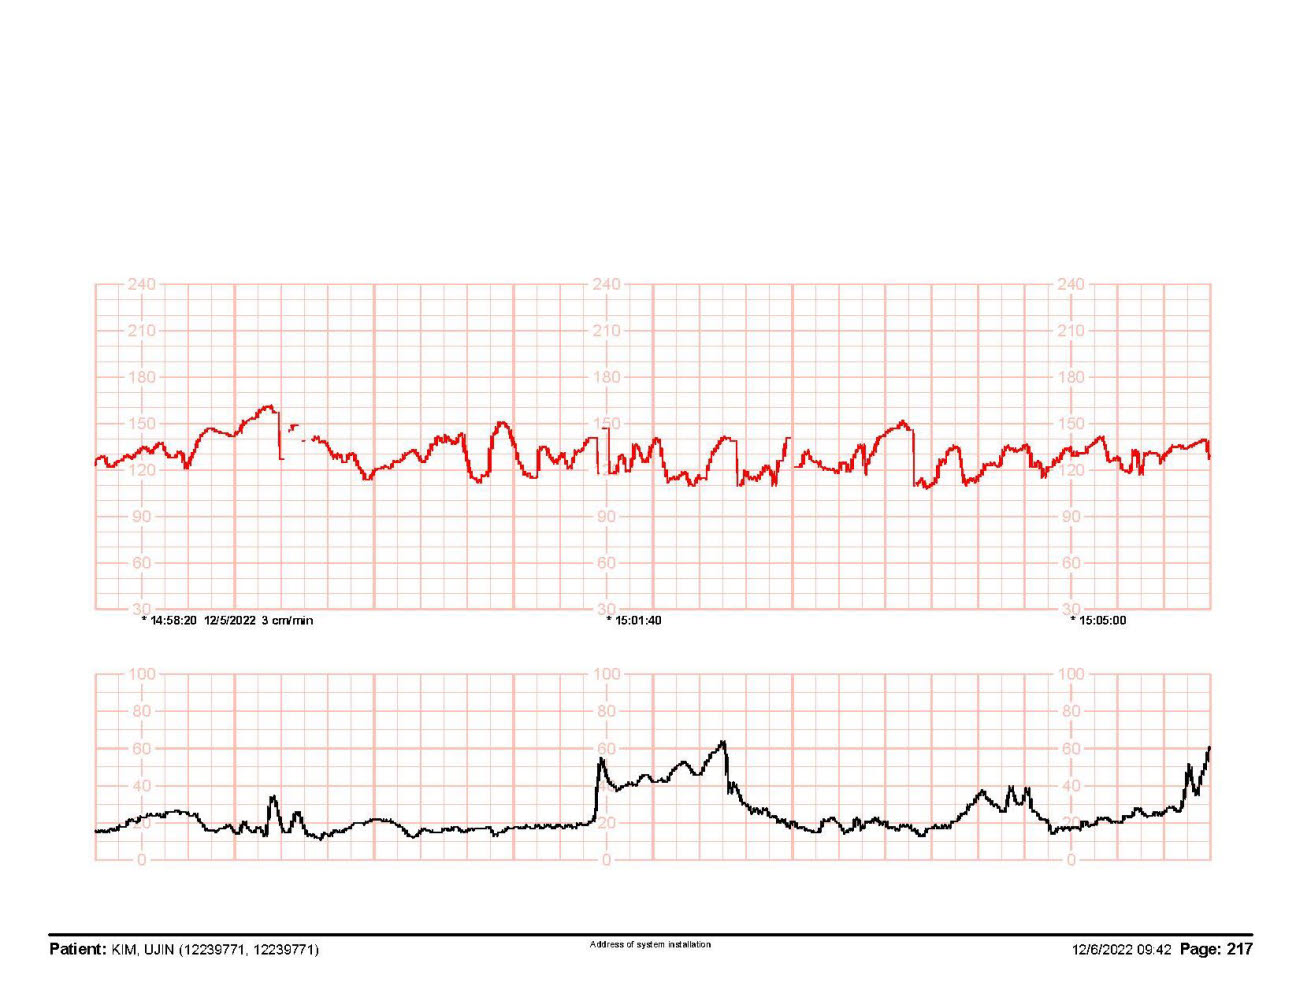 240 240 240
210 210 210
180 180 180
150 150 150
120 120 120
90 90 90
60 60 60
30 30 30
* 14:58:20 12/5/2022 3 cm/min * 15:01:40 * 15:05:00
100 100 100
80 80 80
60 60 60
40 40 40
20 20 20
0 0 0
Patient: KIM, UJIN (12239771, 12239771) Address of system installation 12/6/2022 09:42 Page: 217